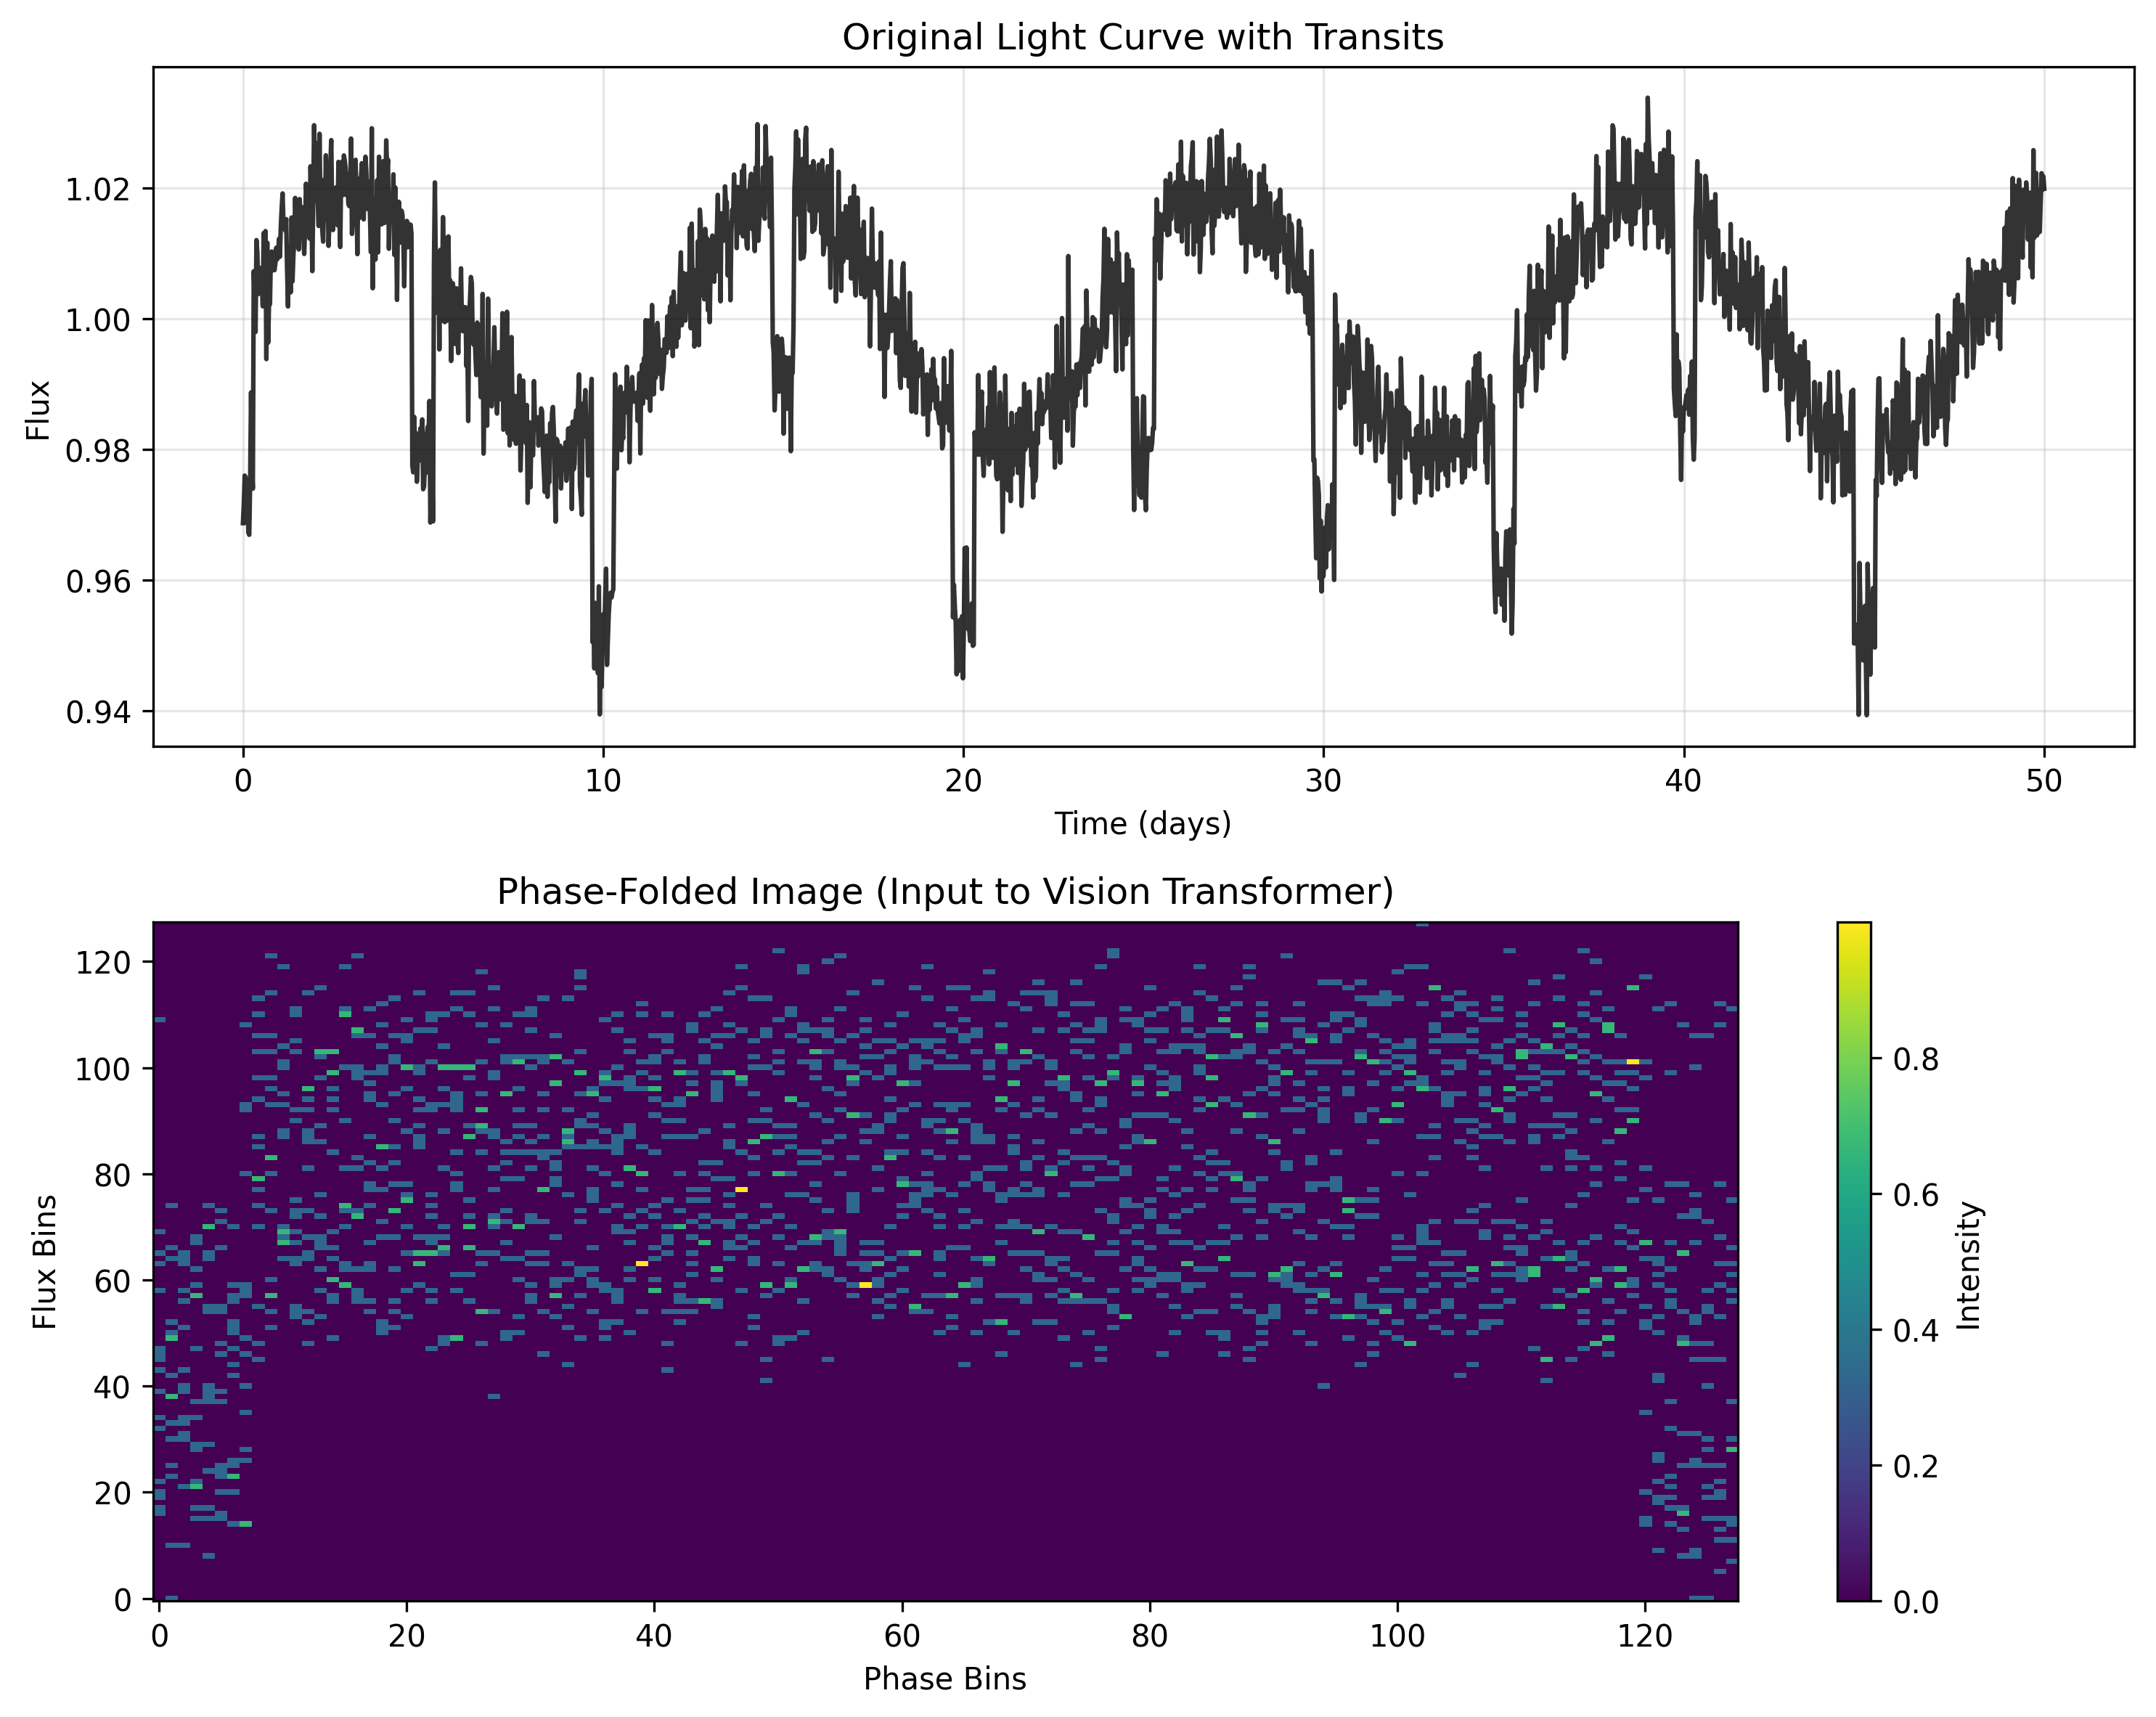 Original Light Curve with Transits
Flux
1.02
1.00
0.98
0.96
0.94
0 10 20 30 40 50
Time (days)
Phase-Folded Image (Input to Vision Transformer)
Flux Bins
120
100
80
60
40
20
0
0 20 40 60 80 100 120
Phase Bins
0.8
0.6
0.4
0.2
0.0
Intensity